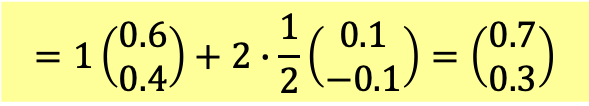 = 1 (0.6 0.4) + 2 · 1/2 (0.1 −0.1) = (0.7 0.3)